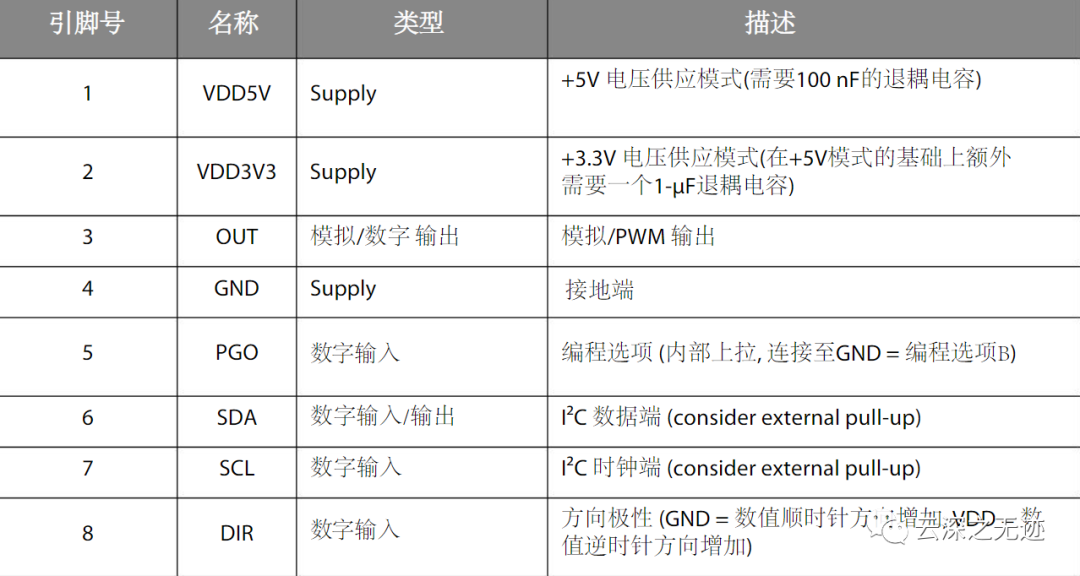 引脚号 名称 类型 描述
1 VDD5V Supply +5V 电压供应模式(需要100 nF的退耦电容)
2 VDD3V3 Supply +3.3V 电压供应模式(在+5V模式的基础上额外
需要一个1-µF退耦电容)
3 OUT 模拟/数字 输出 模拟/PWM 输出
4 GND Supply 接地端
5 PGO 数字输入 编程选项 (内部上拉, 连接至GND = 编程选项B)
6 SDA 数字输入/输出 I²C 数据端 (consider external pull-up)
7 SCL 数字输入 I²C 时钟端 (consider external pull-up)
8 DIR 数字输入 方向极性 (GND = 数值顺时针方向增加, VDD 数
值逆时针方向增加)
云深之无迹